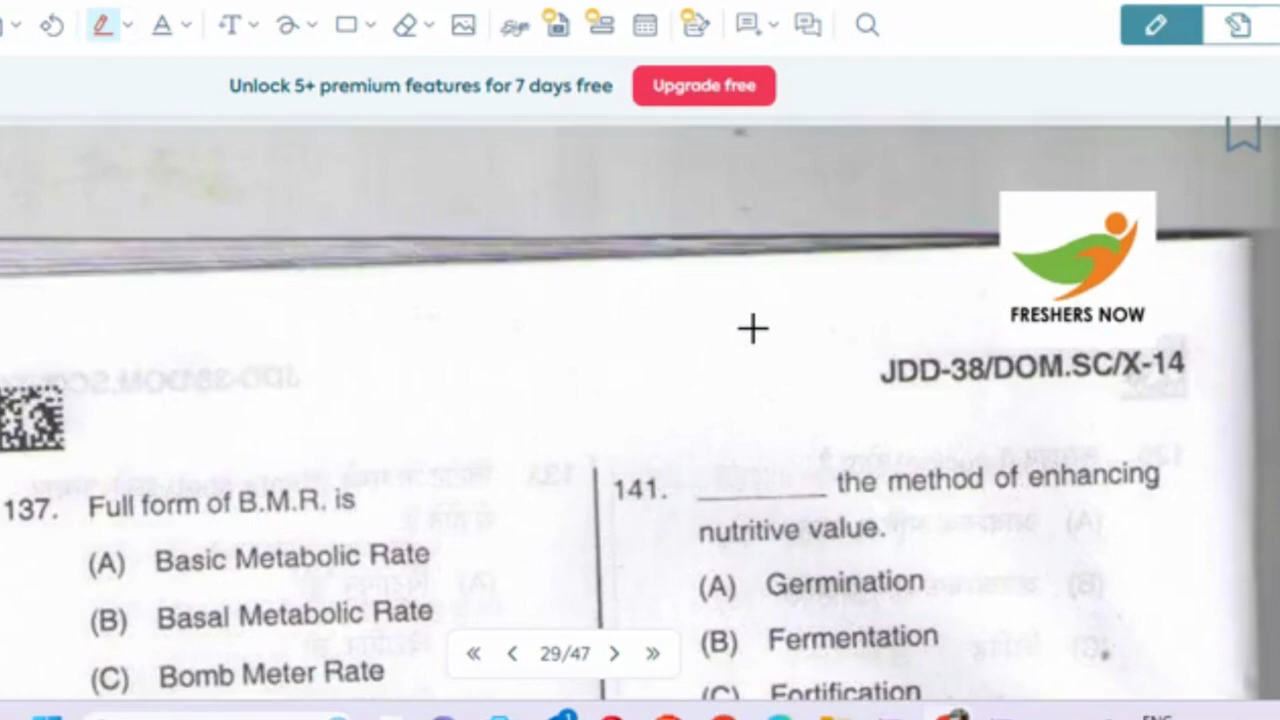 Unlock 5+ premium features for 7 days free
Upgrade free
FRESHERS NOW
JDD-38/DOM.SC/X-14
137. Full form of B.M.R. is
(A) Basic Metabolic Rate
(B) Basal Metabolic Rate
(C) Bomb Meter Rate
141. ________ the method of enhancing
nutritive value.
(A) Germination
(B) Fermentation
(C) Fortification
29/47
ENG